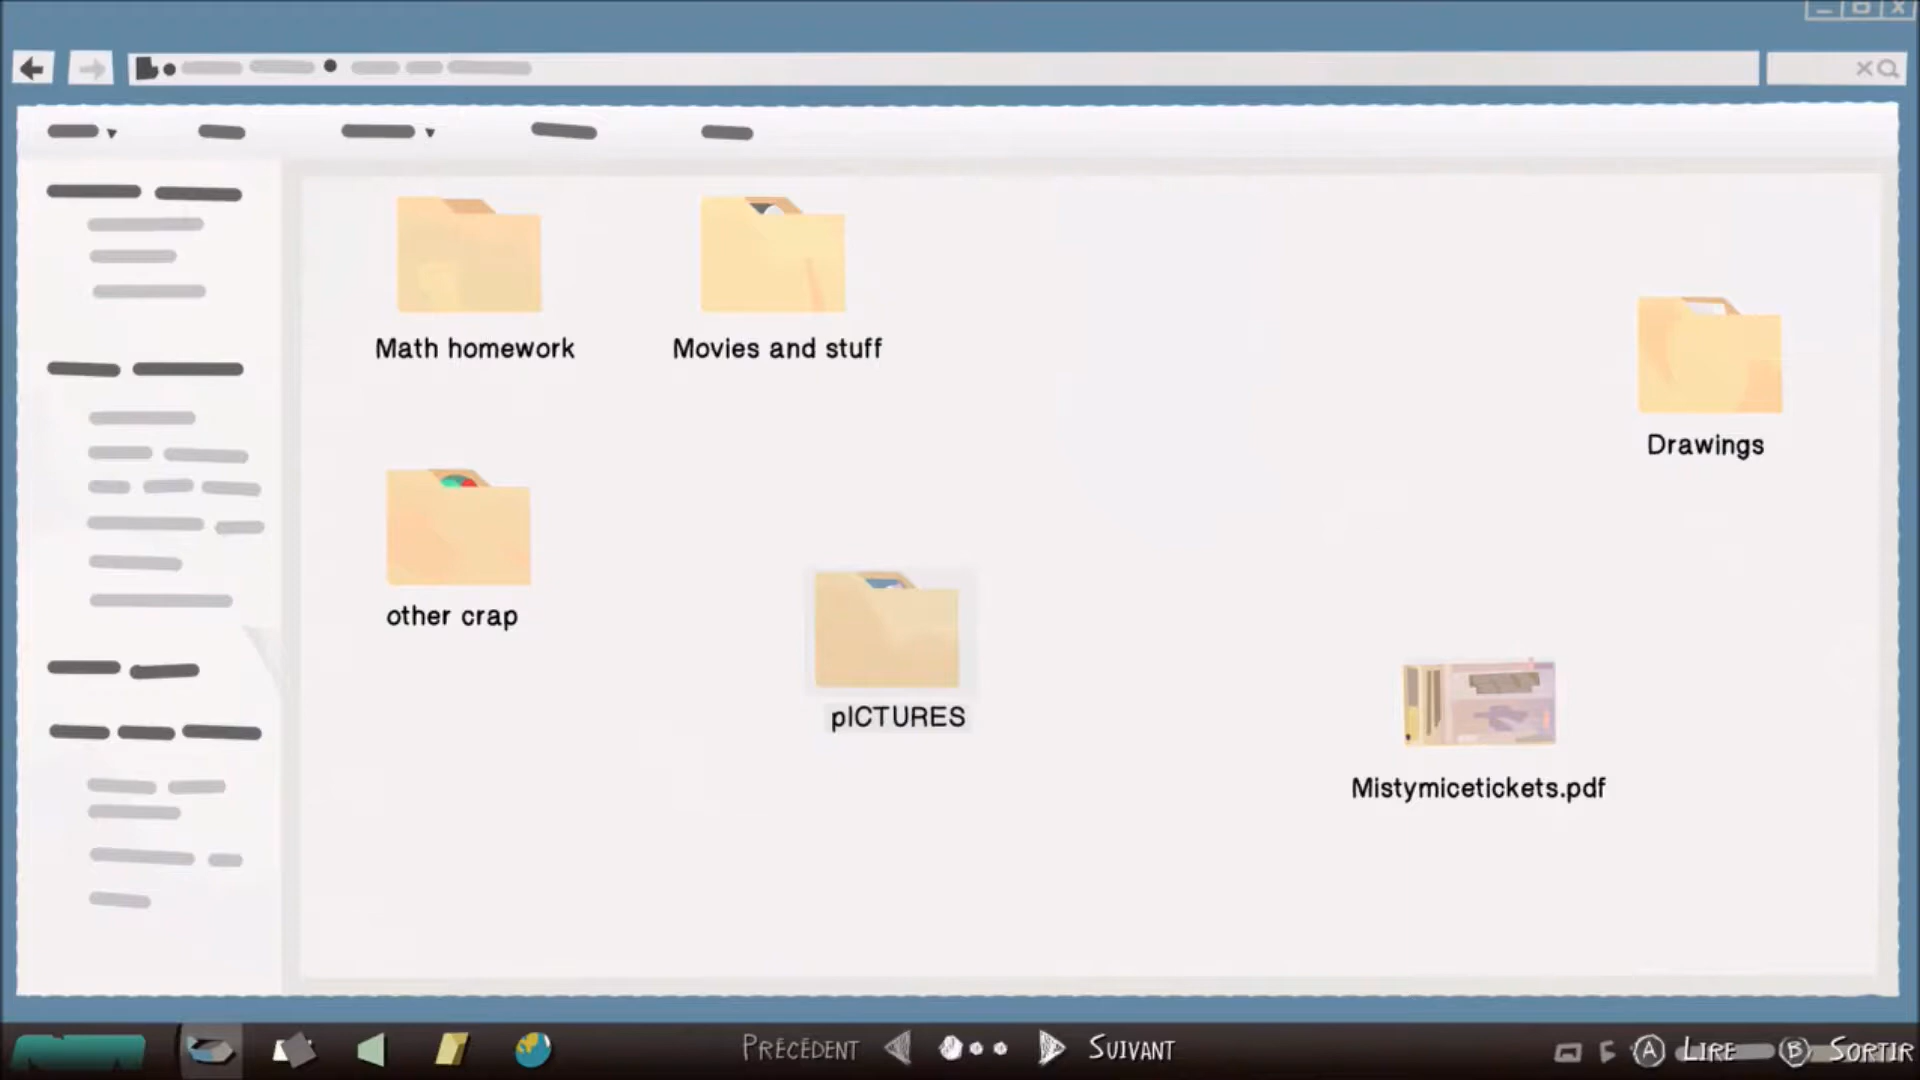 Math homework
Movies and stuff
Drawings
other crap
pICTURES
Mistymicetickets.pdf
Précédent
Suivant
A Lire
B Sortir